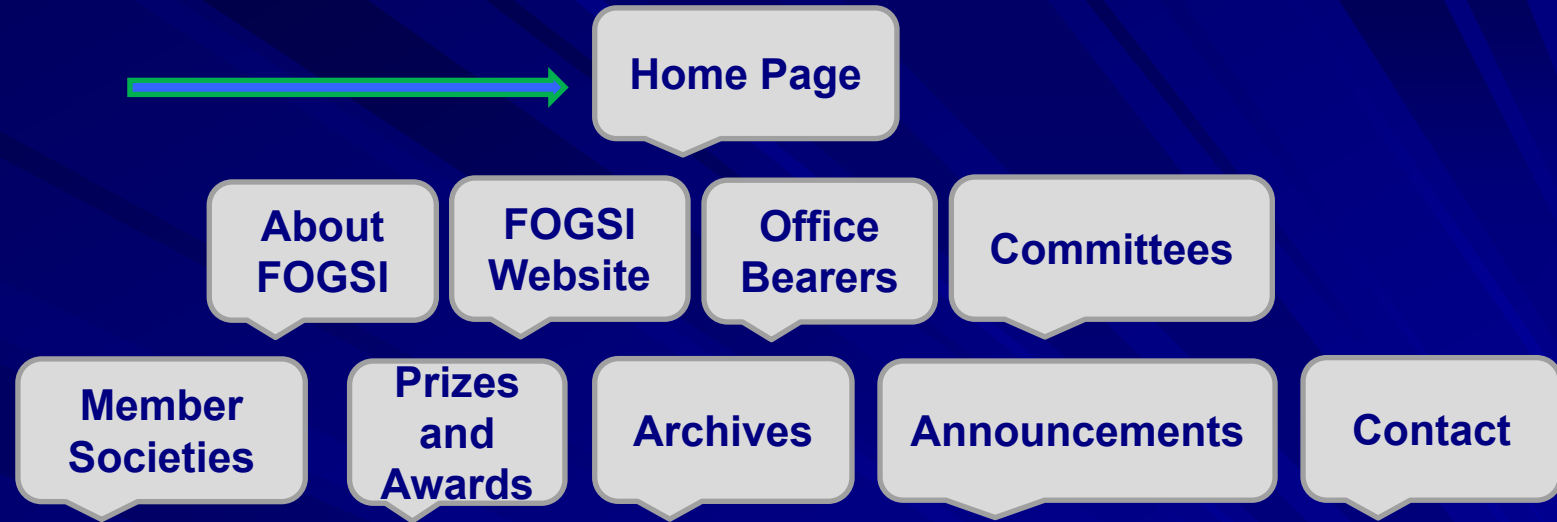 Home Page
About
FOGSI
FOGSI
Website
Office
Bearers
Committees
Member
Societies
Prizes
and
Awards
Archives
Announcements
Contact